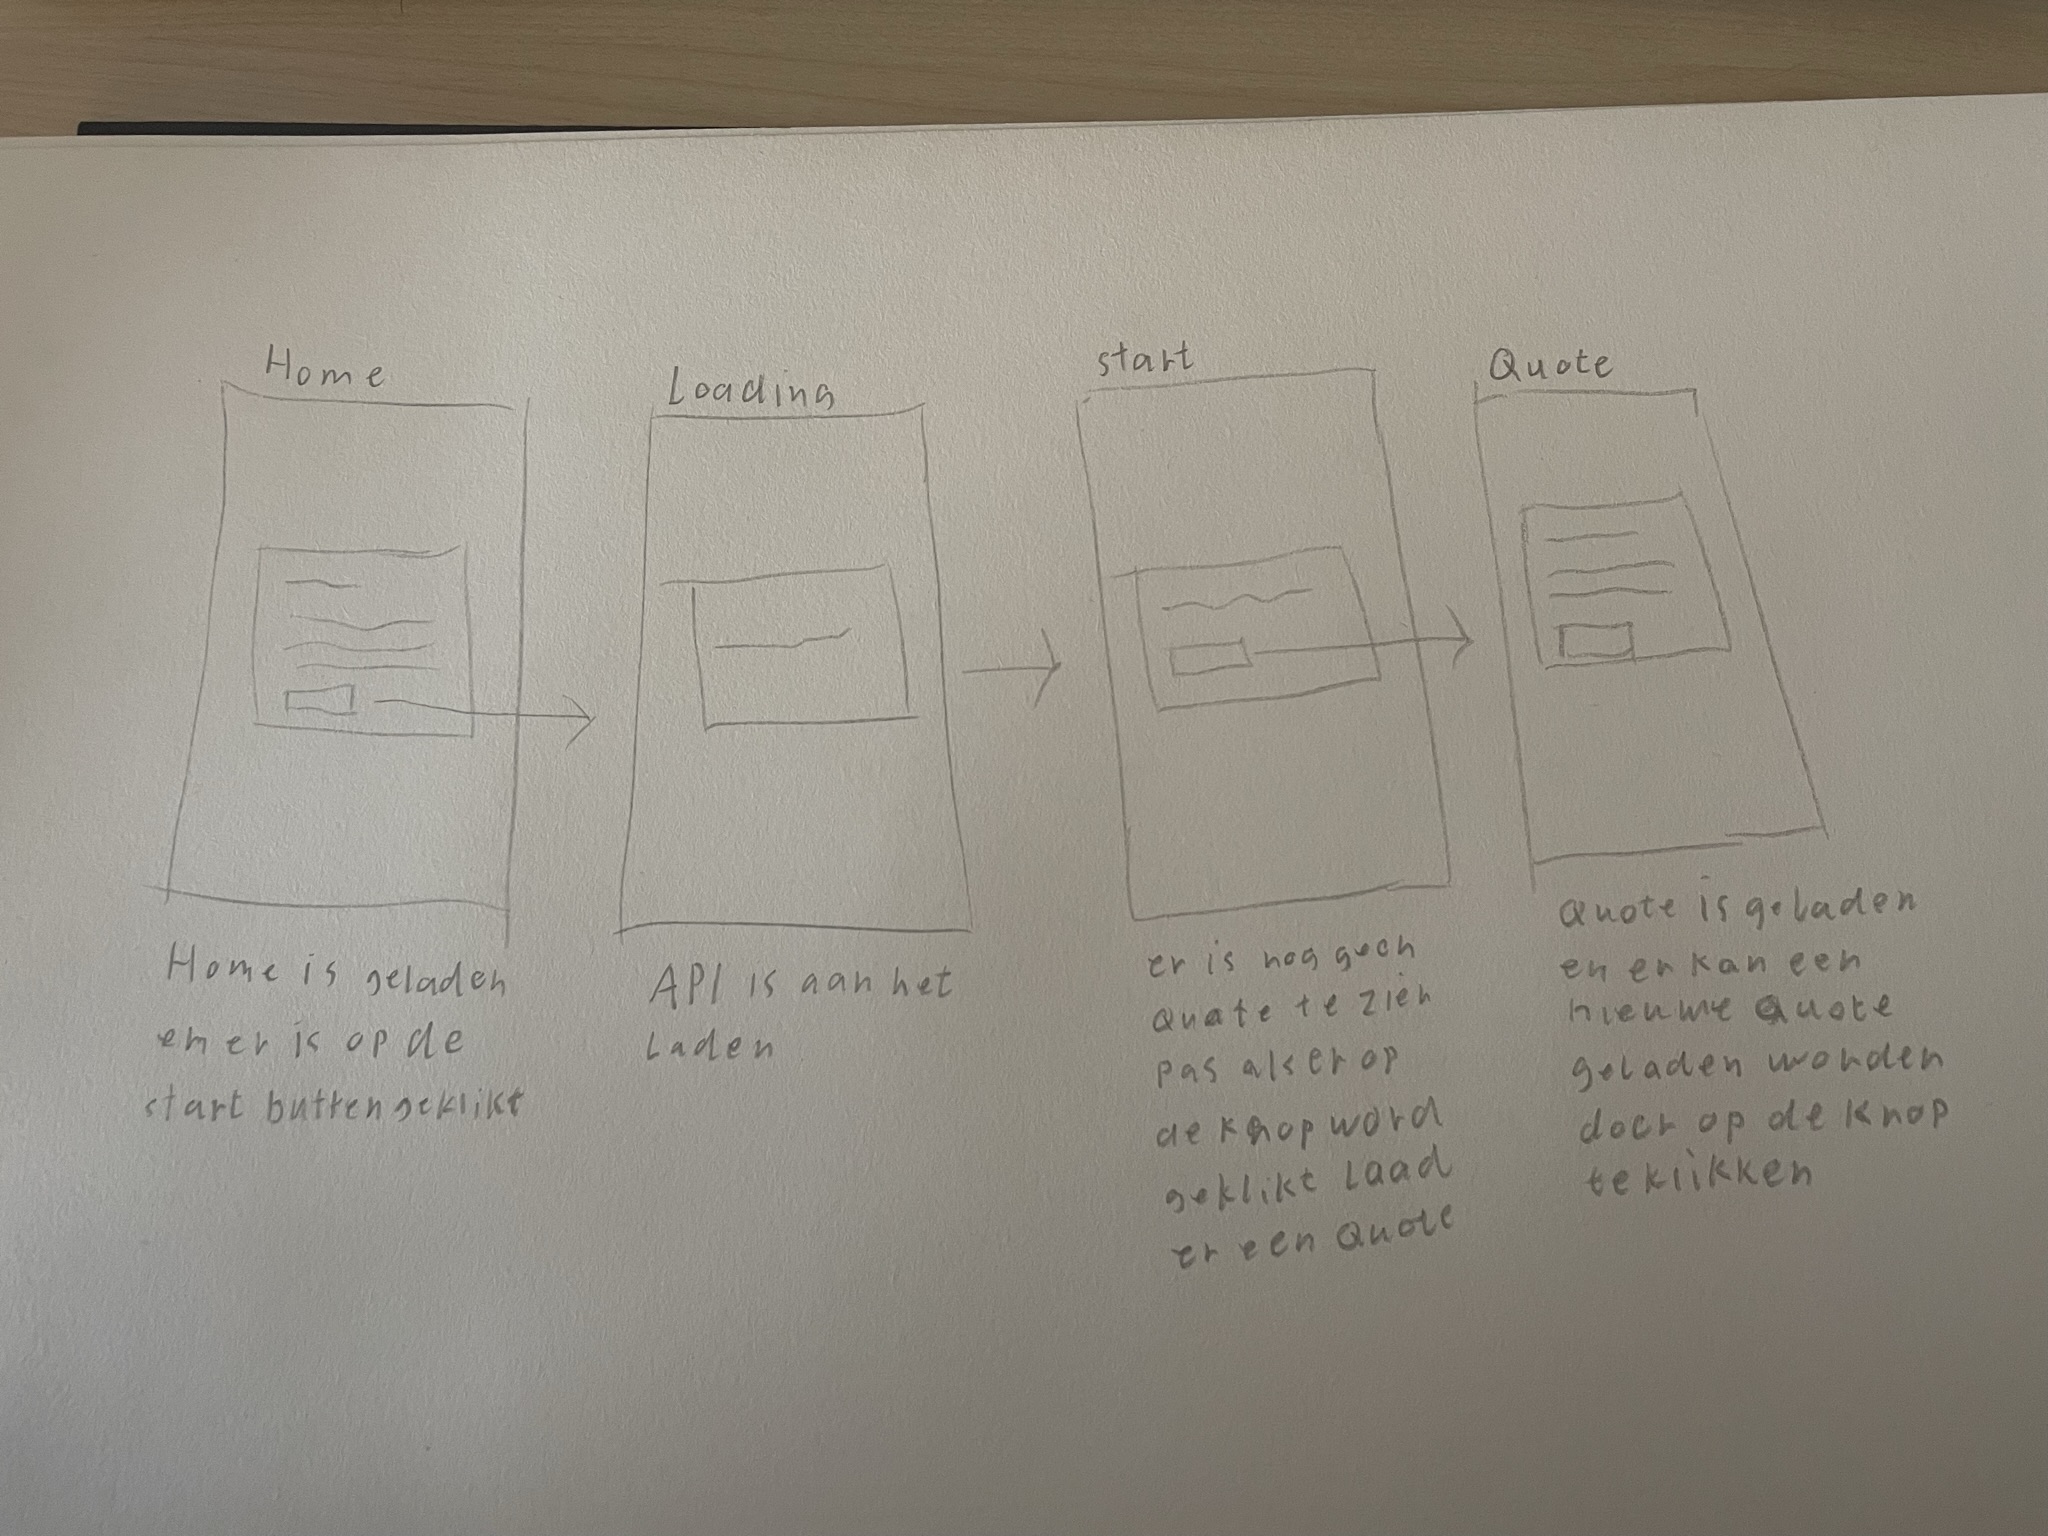 Home
Home is geladen
en er is op de
start button geklikt
Loading
API is aan het
laden
start
er is nog geen
Quote te zien
pas als er op
de knop word
geklikt laad
er een Quote
Quote
Quote is geladen
en er kan een
nieuwe Quote
geladen worden
door op de knop
te klikken